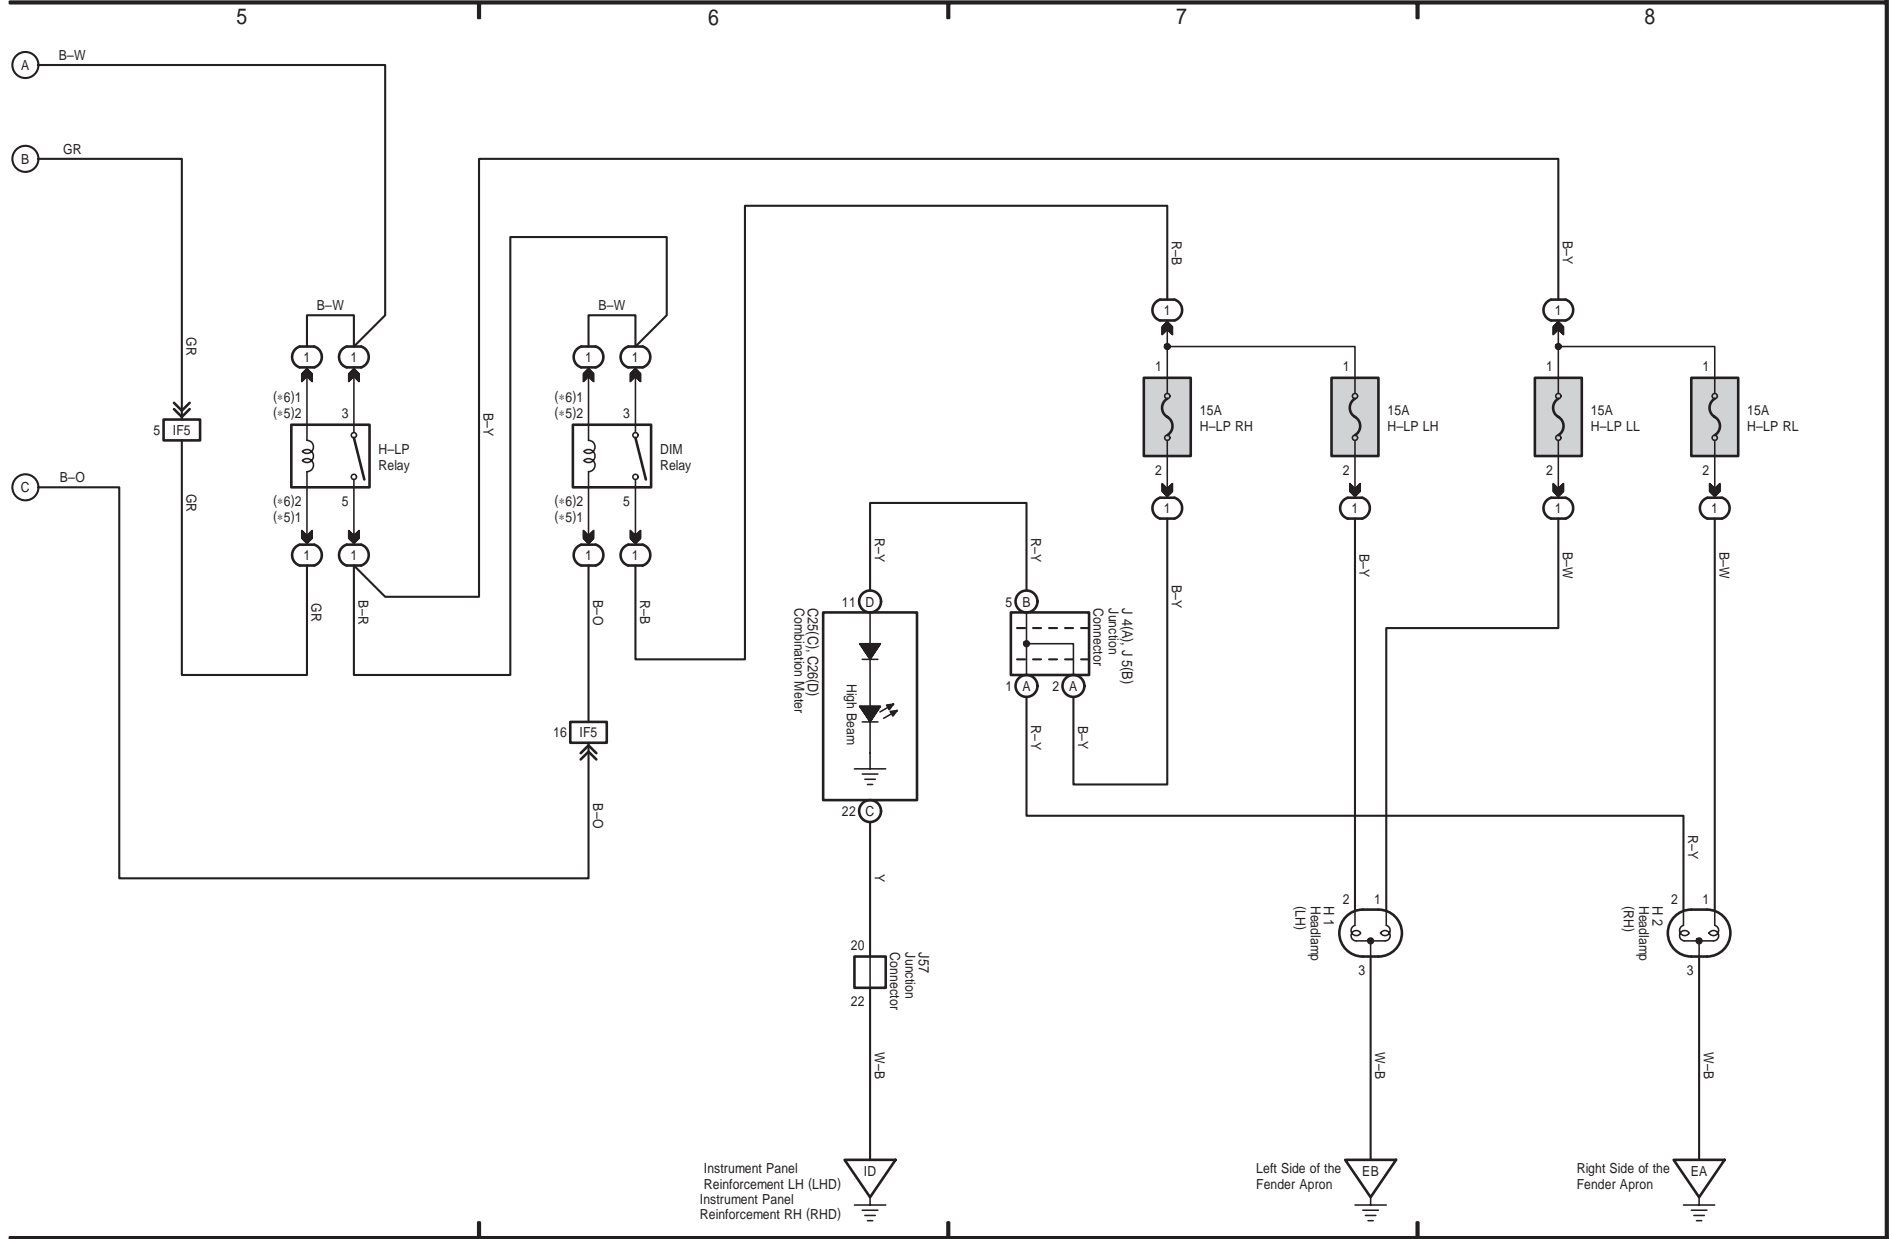 5
6
7
8
A
B–W
B
GR
R–B
B–Y
B–W
B–W
1
1
GR
1
1
1
1
(∗6)1
(∗5)2
3
(∗6)1
(∗5)2
3
1
1
1
1
5
IF5
B–Y
H–LP
Relay
DIM
Relay
15A
H–LP RH
15A
H–LP LH
15A
H–LP LL
15A
H–LP RL
C
B–O
GR
(∗6)2
(∗5)1
5
(∗6)2
(∗5)1
5
2
2
2
2
1
1
1
1
1
1
1
1
R–Y
R–Y
B–Y
B–W
B–W
GR
B–R
B–O
R–B
B–Y
11
D
5
B
C25(C), C26(D)
Combination Meter
High Beam
J 4(A), J 5(B)
Junction
Connector
1
A
2
A
16
IF5
R–Y
B–Y
22
C
B–O
R–Y
Y
2
1
2
1
H 1
Headlamp
(LH)
H 2
Headlamp
(RH)
20
J57
Junction
Connector
22
3
3
W–B
W–B
W–B
Instrument Panel
Reinforcement LH (LHD)
Instrument Panel
Reinforcement RH (RHD)
ID
Left Side of the
Fender Apron
EB
Right Side of the
Fender Apron
EA